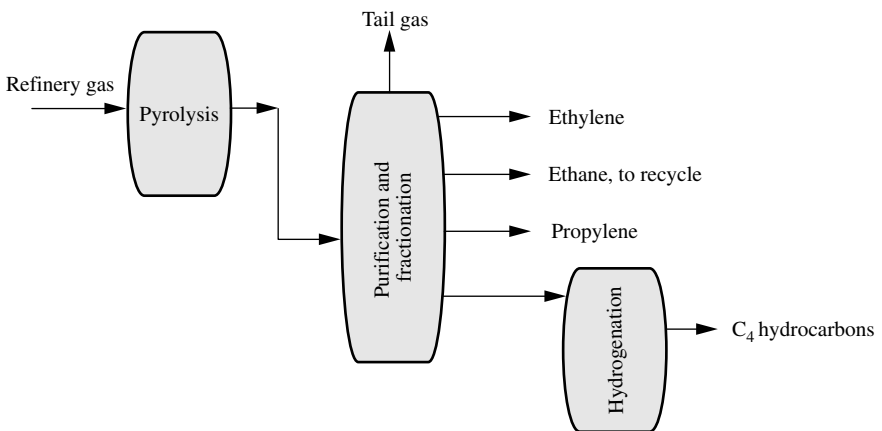 Tail gas
Refinery gas
Pyrolysis
Purification and
fractionation
Ethylene
Ethane, to recycle
Propylene
Hydrogenation
C₄ hydrocarbons